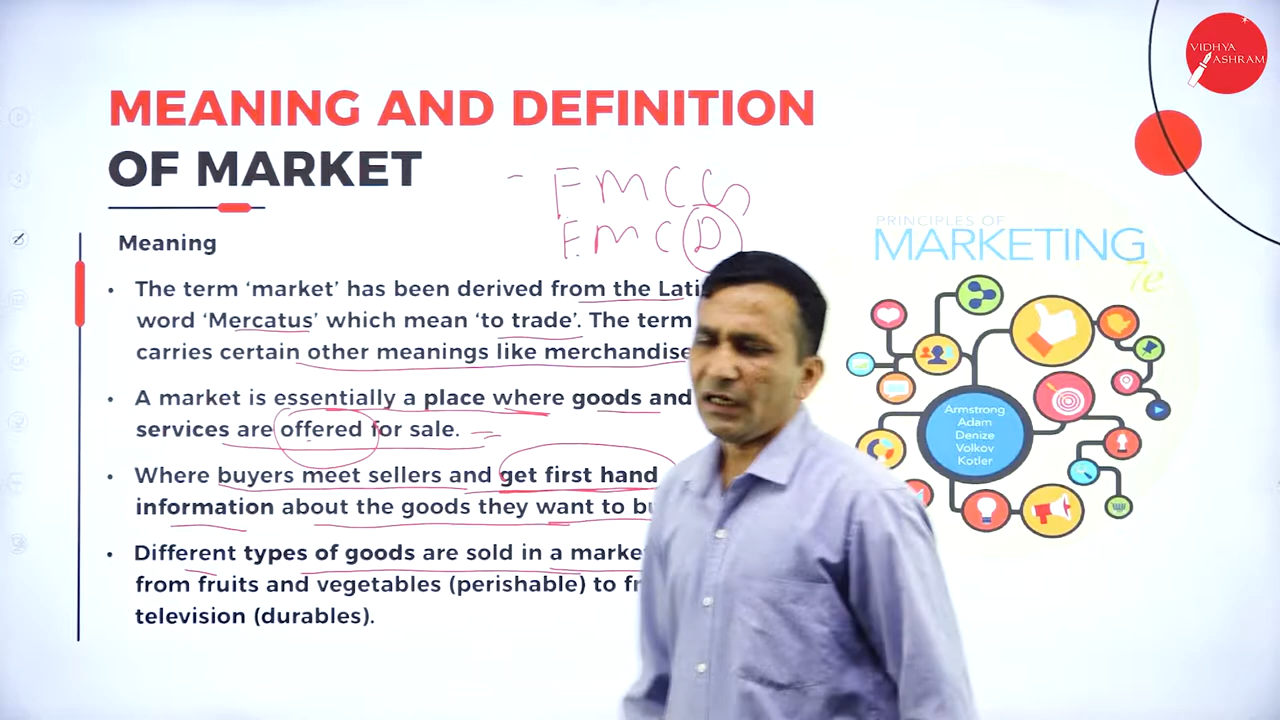 VIDHYA
ASHRAM
MEANING AND DEFINITION
OF MARKET
FMCG
FMCD
Meaning
• The term ‘market’ has been derived from the Lati
word ‘Mercatus’ which mean ‘to trade’. The term
carries certain other meanings like merchandise
• A market is essentially a place where goods and
services are offered for sale.
• Where buyers meet sellers and get first hand
information about the goods they want to bu
• Different types of goods are sold in a marke
from fruits and vegetables (perishable) to fr
television (durables).
PRINCIPLES OF
MARKETING
7e
Armstrong
Adam
Denize
Volkov
Kotler